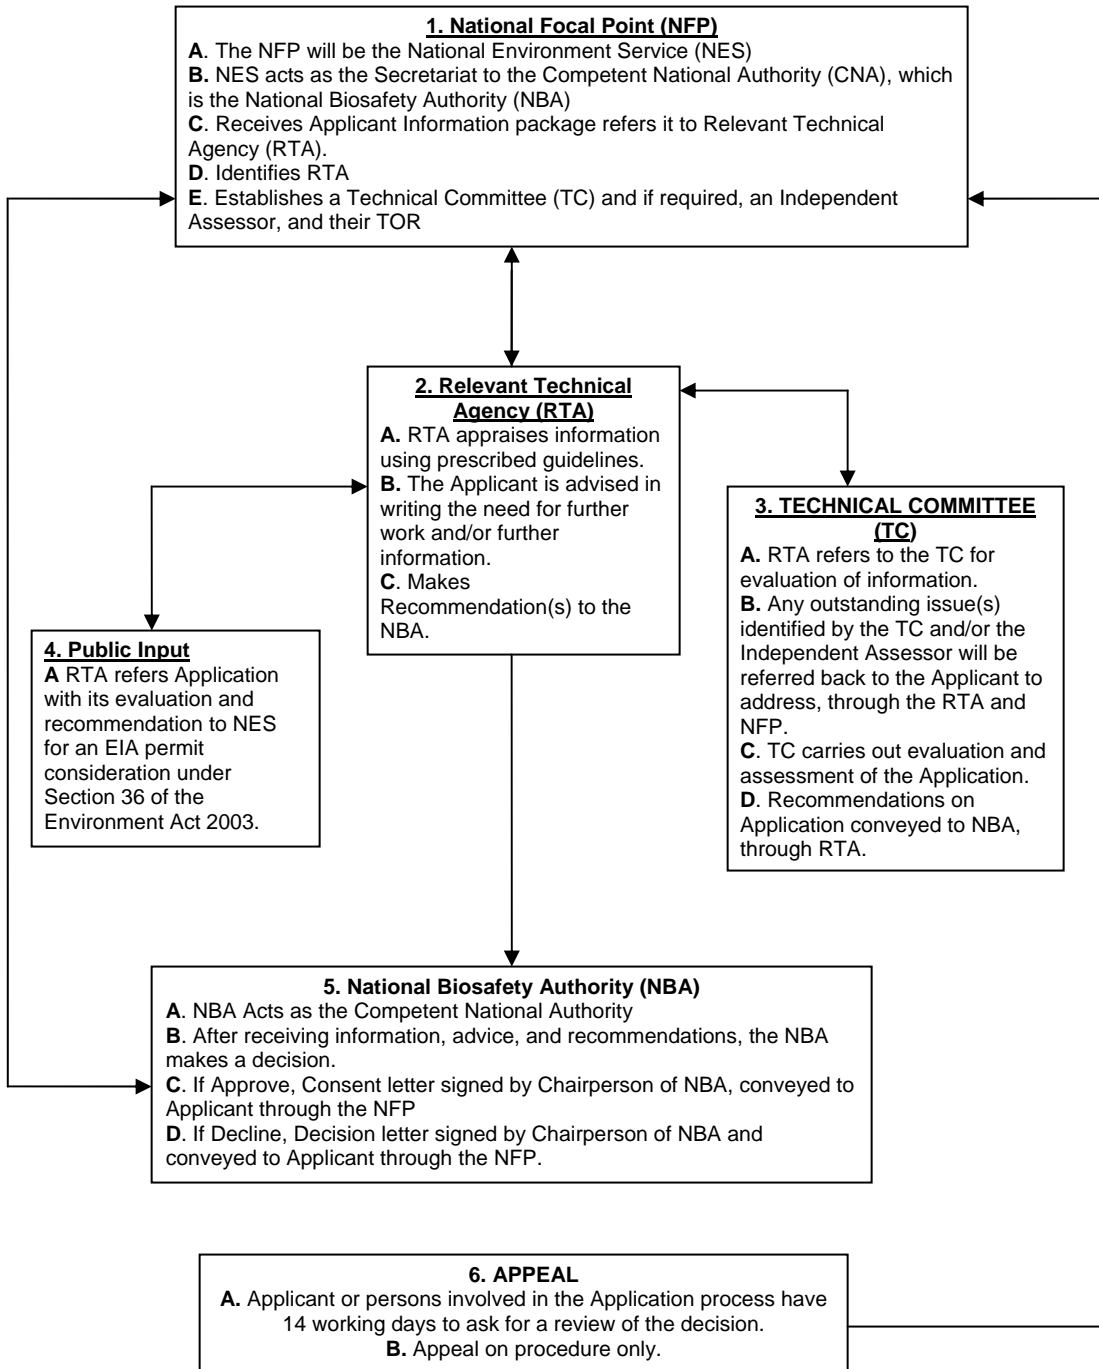 1. National Focal Point (NFP)
A. The NFP will be the National Environment Service (NES)
B. NES acts as the Secretariat to the Competent National Authority (CNA), which
is the National Biosafety Authority (NBA)
C. Receives Applicant Information package refers it to Relevant Technical
Agency (RTA).
D. Identifies RTA
E. Establishes a Technical Committee (TC) and if required, an Independent
Assessor, and their TOR
2. Relevant Technical
Agency (RTA)
A. RTA appraises information
using prescribed guidelines.
B. The Applicant is advised in
writing the need for further
work and/or further
information.
C. Makes
Recommendation(s) to the
NBA.
3. TECHNICAL COMMITTEE
(TC)
A. RTA refers to the TC for
evaluation of information.
B. Any outstanding issue(s)
identified by the TC and/or the
Independent Assessor will be
referred back to the Applicant to
address, through the RTA and
NFP.
C. TC carries out evaluation and
assessment of the Application.
D. Recommendations on
Application conveyed to NBA,
through RTA.
4. Public Input
A RTA refers Application
with its evaluation and
recommendation to NES
for an EIA permit
consideration under
Section 36 of the
Environment Act 2003.
5. National Biosafety Authority (NBA)
A. NBA Acts as the Competent National Authority
B. After receiving information, advice, and recommendations, the NBA
makes a decision.
C. If Approve, Consent letter signed by Chairperson of NBA, conveyed to
Applicant through the NFP
D. If Decline, Decision letter signed by Chairperson of NBA and
conveyed to Applicant through the NFP.
6. APPEAL
A. Applicant or persons involved in the Application process have
14 working days to ask for a review of the decision.
B. Appeal on procedure only.